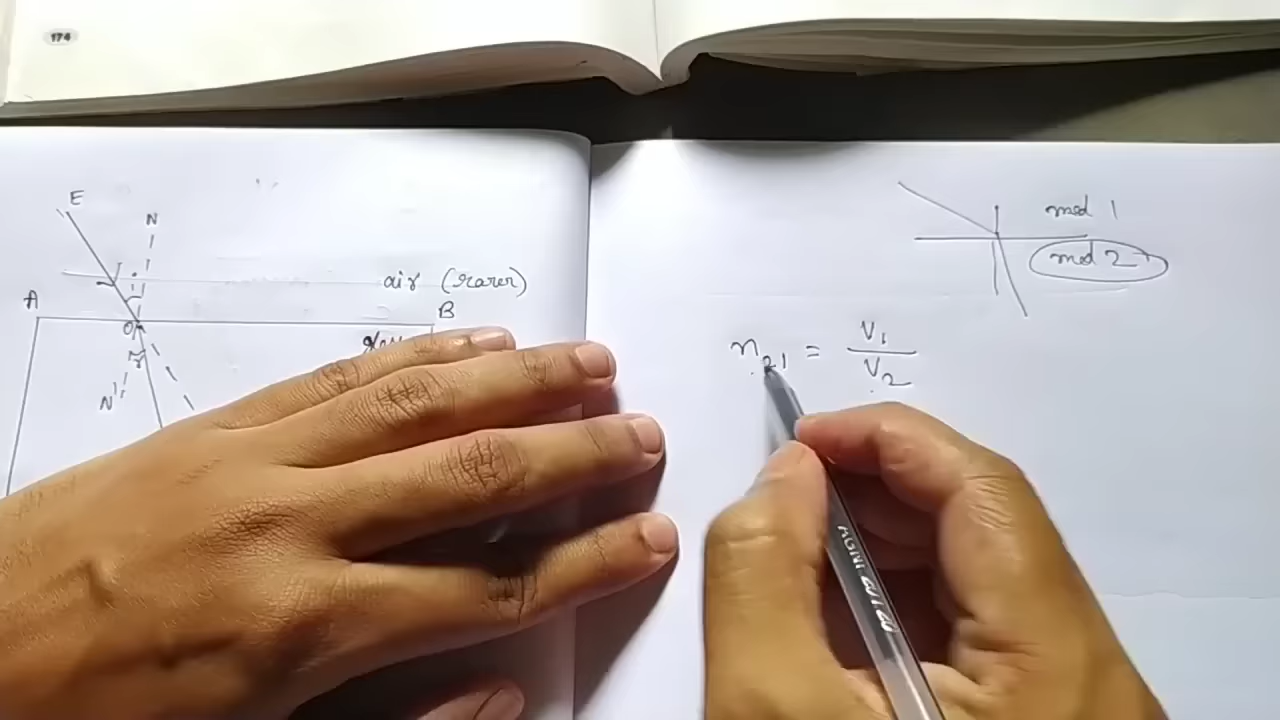 174
E
N
air (rarer)
A
B
O
i
r
N'
med 1
med 2
n21 = V1
V2